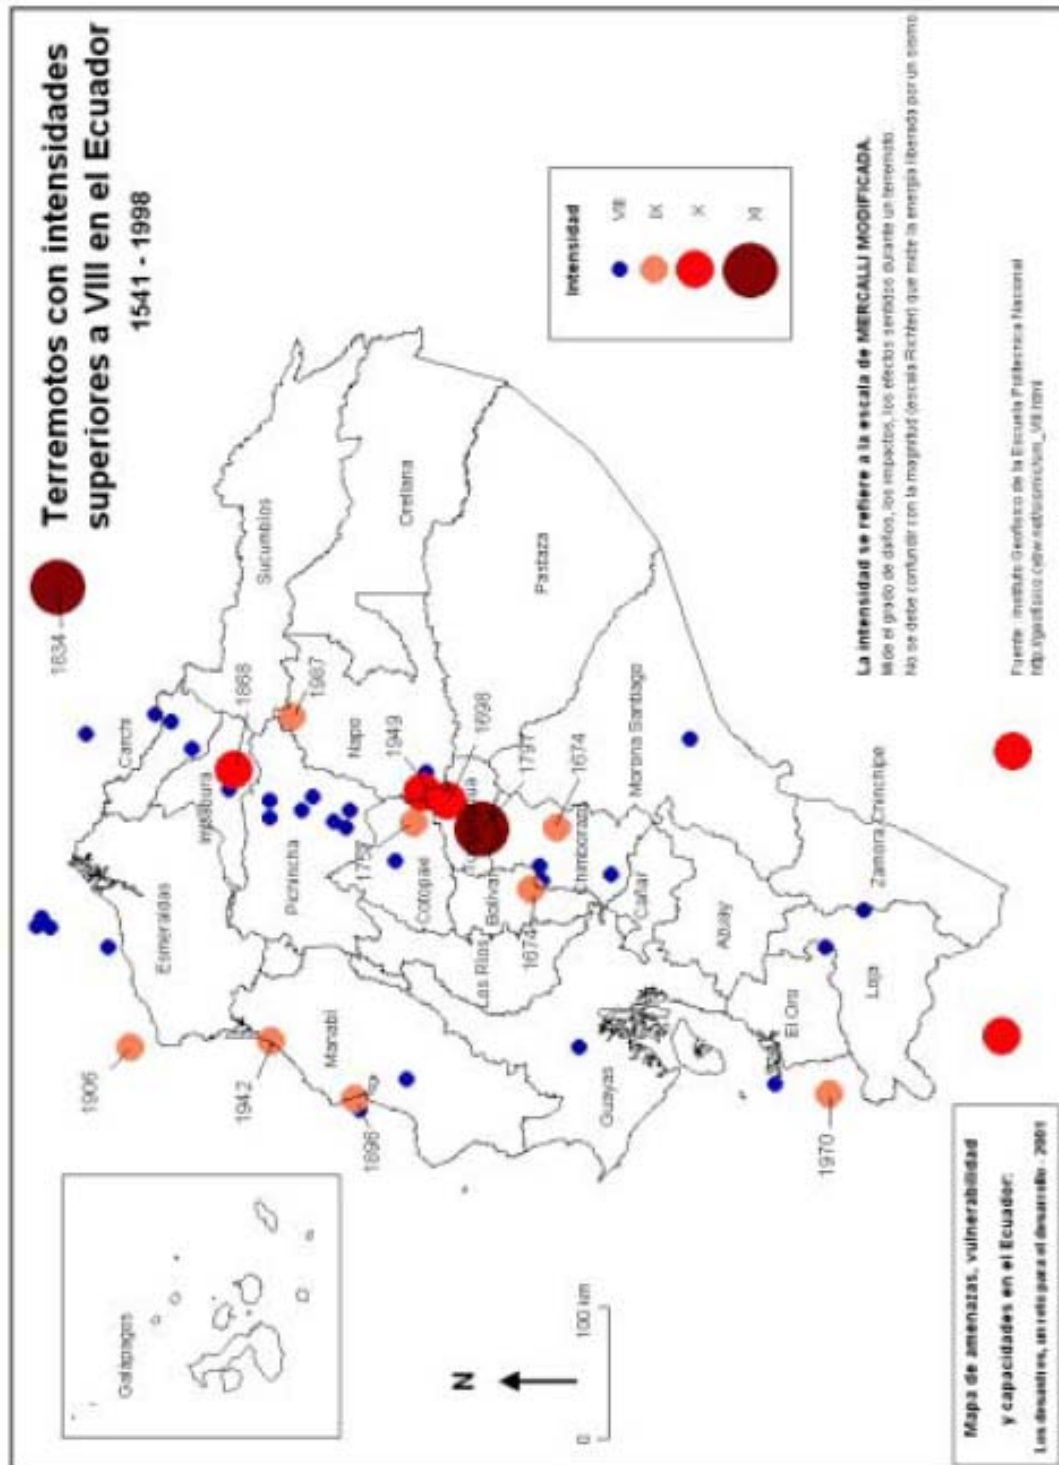 Terremotos con intensidades
superiores a VIII en el Ecuador
1541 - 1998
1834
Galápagos
1906
1942
1896
Esmeraldas
Carchi
Imbabura
1868
Sucumbíos
1987
Pichincha
Manabí
Napo
Orellana
1949
1698
1797
1757
Cotopaxi
Los Ríos
Bolívar
1674
1674
Chimborazo
Pastaza
Morona Santiago
Cañar
Guayas
Azuay
El Oro
1970
Loja
Zamora Chinchipe
N
0
100 km
Intensidad
VIII
IX
X
XI
La intensidad se refiere a la escala de MERCALLI MODIFICADA.
Mide el grado de daños, los impactos, los efectos sentidos durante un terremoto.
No se debe confundir con la magnitud (escala Richter) que mide la energía liberada por un sismo.
Fuente: Instituto Geofísico de la Escuela Politécnica Nacional
Mapa de amenazas, vulnerabilidad
y capacidades en el Ecuador:
Los desastres, un reto para el desarrollo - 2001